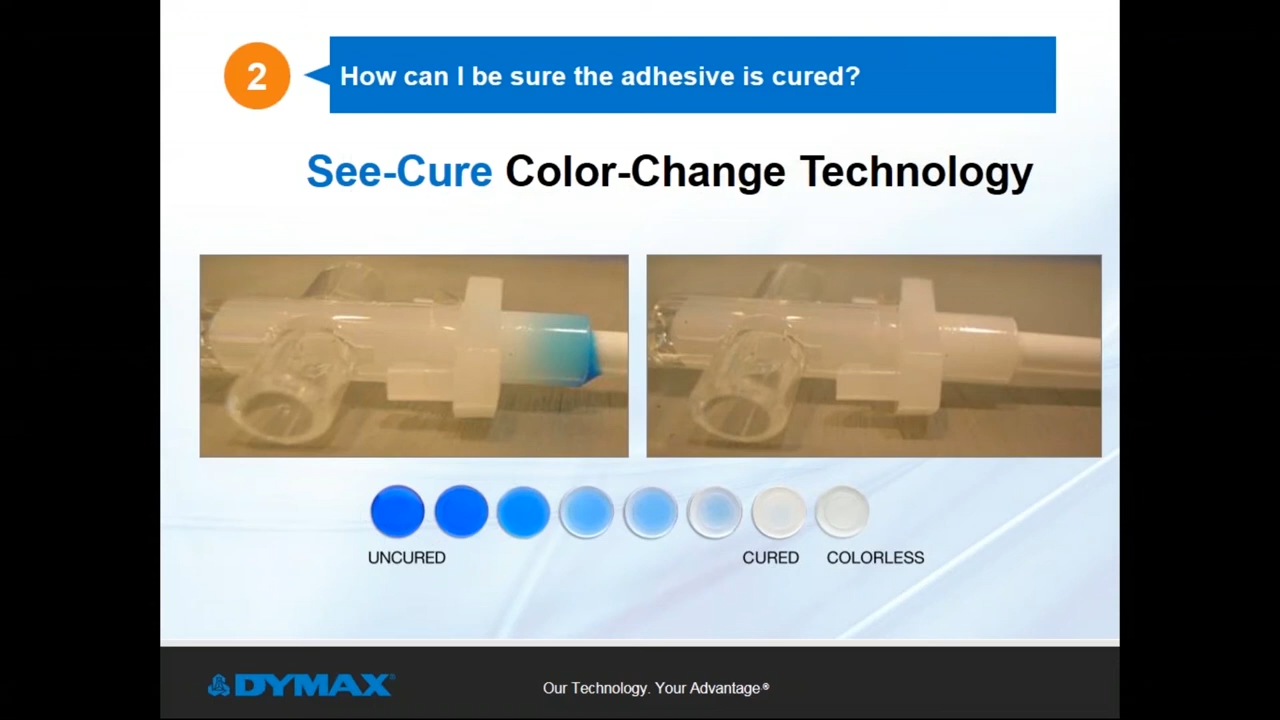 2
How can I be sure the adhesive is cured?
See-Cure Color-Change Technology
UNCURED
CURED
COLORLESS
DYMAX®
Our Technology. Your Advantage®